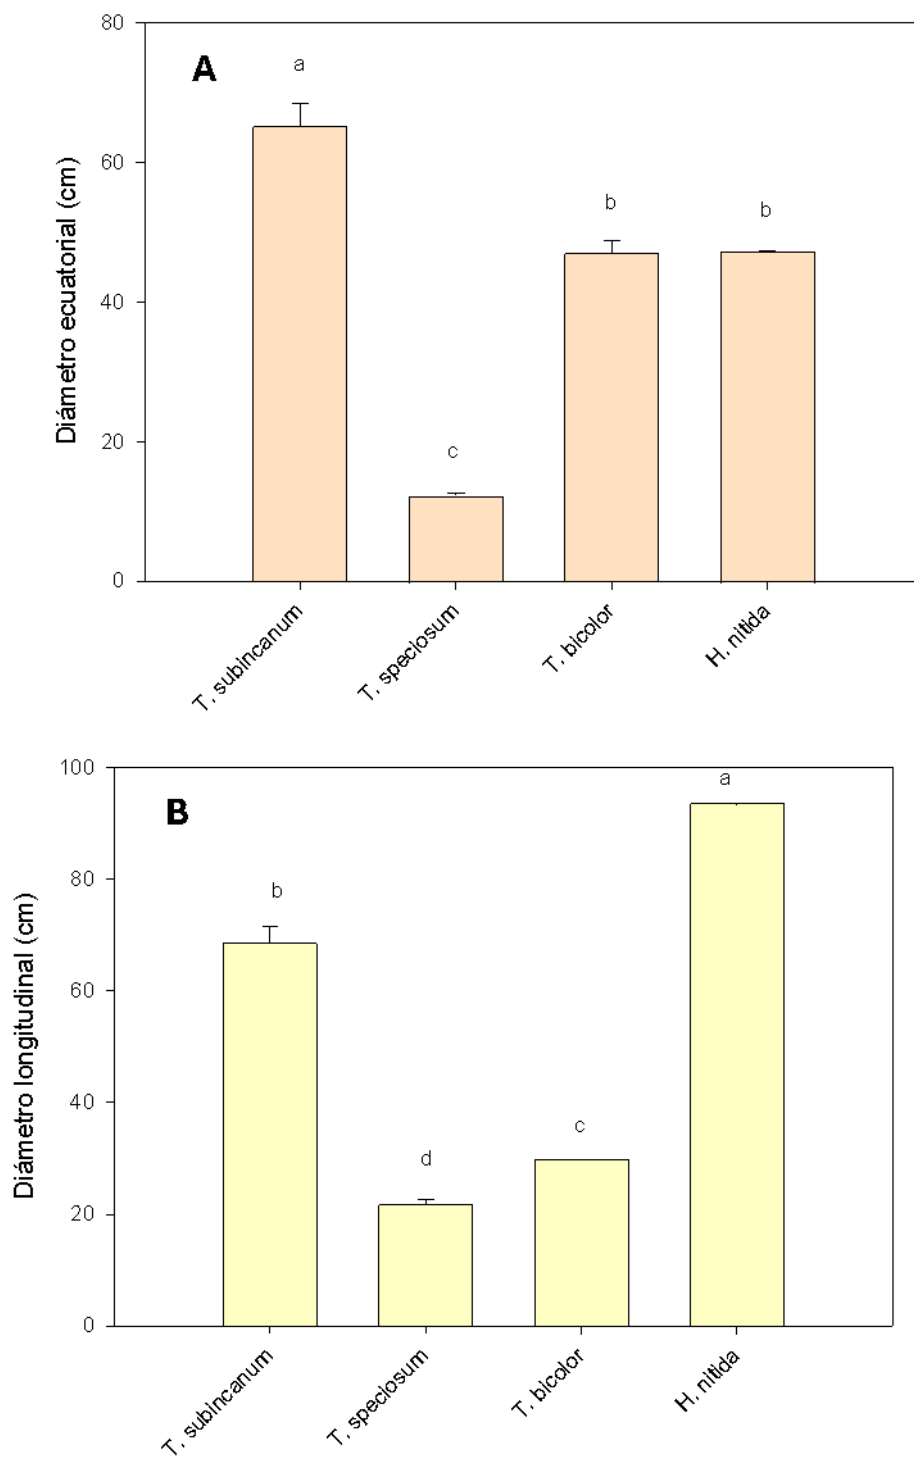 80
A
a
60
b
b
40
20
c
0
Diámetro ecuatorial (cm)
T. subincanum
T. speciosum
T. bicolor
H. nitida
100
a
B
80
b
60
40
c
d
20
0
Diámetro longitudinal (cm)
T. subincanum
T. speciosum
T. bicolor
H. nitida